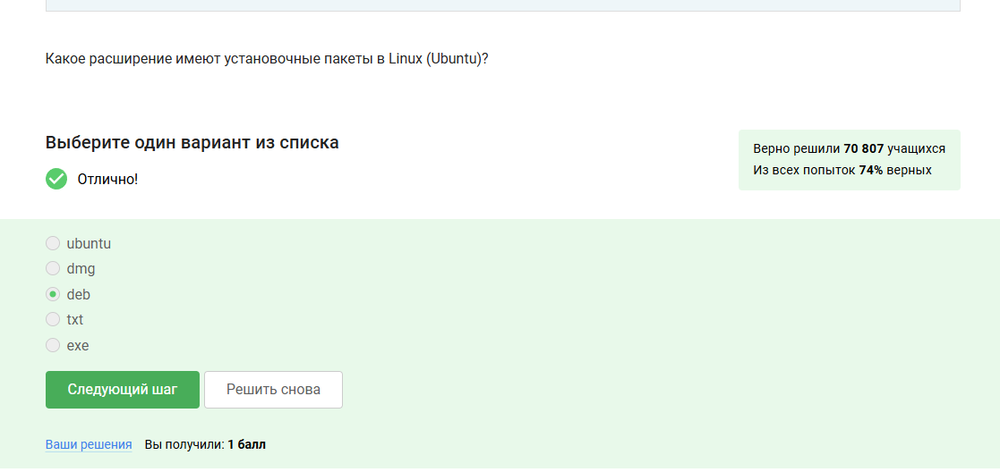 Какое расширение имеют установочные пакеты в Linux (Ubuntu)?
Выберите один вариант из списка
Отлично!
Верно решили 70 807 учащихся
Из всех попыток 74% верных
ubuntu
dmg
deb
txt
exe
Следующий шаг
Решить снова
Ваши решения Вы получили: 1 балл